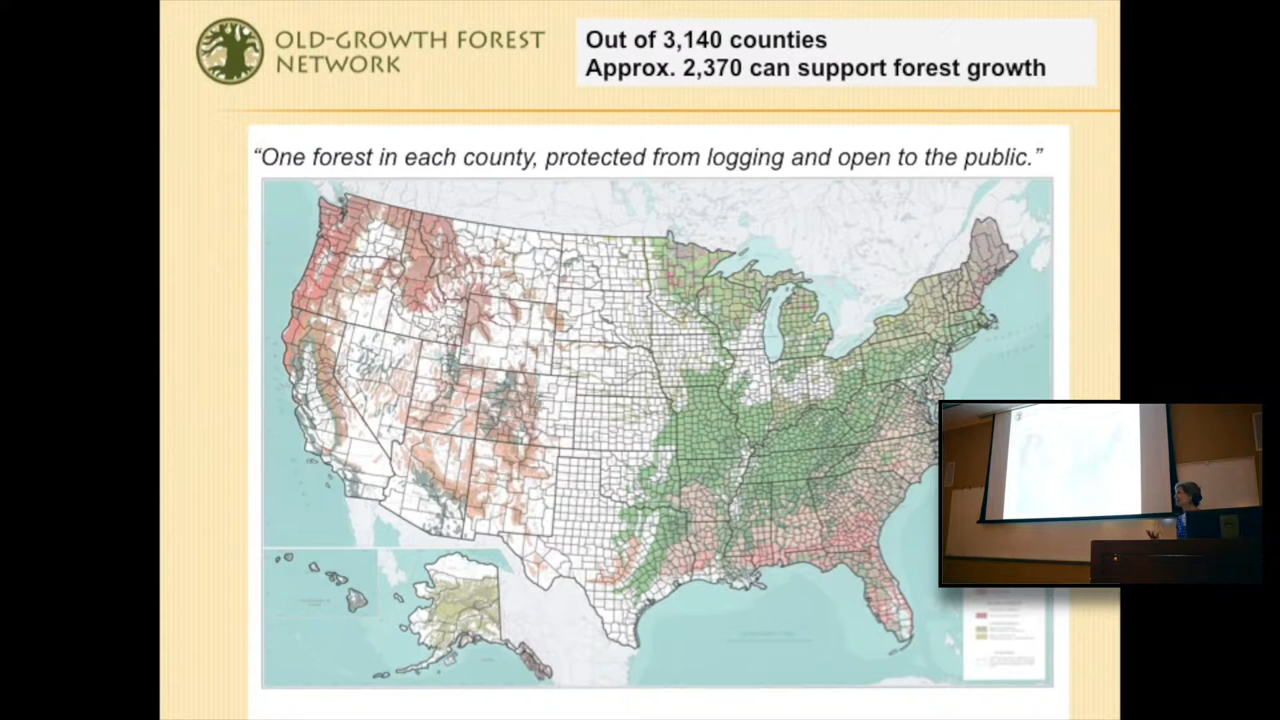 OLD-GROWTH FOREST
NETWORK
Out of 3,140 counties
Approx. 2,370 can support forest growth
“One forest in each county, protected from logging and open to the public.”